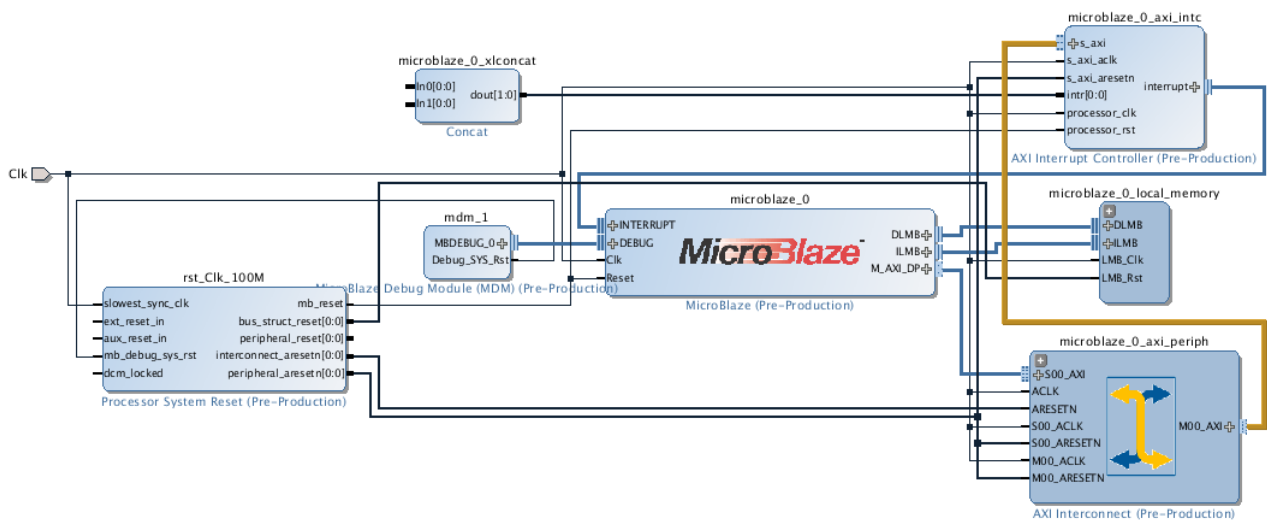 microblaze_0_axi_intc
s_axi
s_axi_aclk
s_axi_aresetn
intr[0:0]
processor_clk
processor_rst
interrupt
AXI Interrupt Controller (Pre-Production)
microblaze_0_xlconcat
In0[0:0]
In1[0:0]
dout[1:0]
Concat
Clk
microblaze_0_local_memory
DLMB
ILMB
LMB_Clk
LMB_Rst
microblaze_0
INTERRUPT
DEBUG
Clk
Reset
MicroBlaze
DLMB
ILMB
M_AXI_DP
MicroBlaze (Pre-Production)
mdm_1
MBDEBUG_0
Debug_SYS_Rst
MicroBlaze Debug Module (MDM) (Pre-Production)
rst_Clk_100M
slowest_sync_clk
ext_reset_in
aux_reset_in
mb_debug_sys_rst
dcm_locked
mb_reset
bus_struct_reset[0:0]
peripheral_reset[0:0]
interconnect_aresetn[0:0]
peripheral_aresetn[0:0]
Processor System Reset (Pre-Production)
microblaze_0_axi_periph
S00_AXI
ACLK
ARESETN
S00_ACLK
S00_ARESETN
M00_ACLK
M00_ARESETN
M00_AXI
AXI Interconnect (Pre-Production)